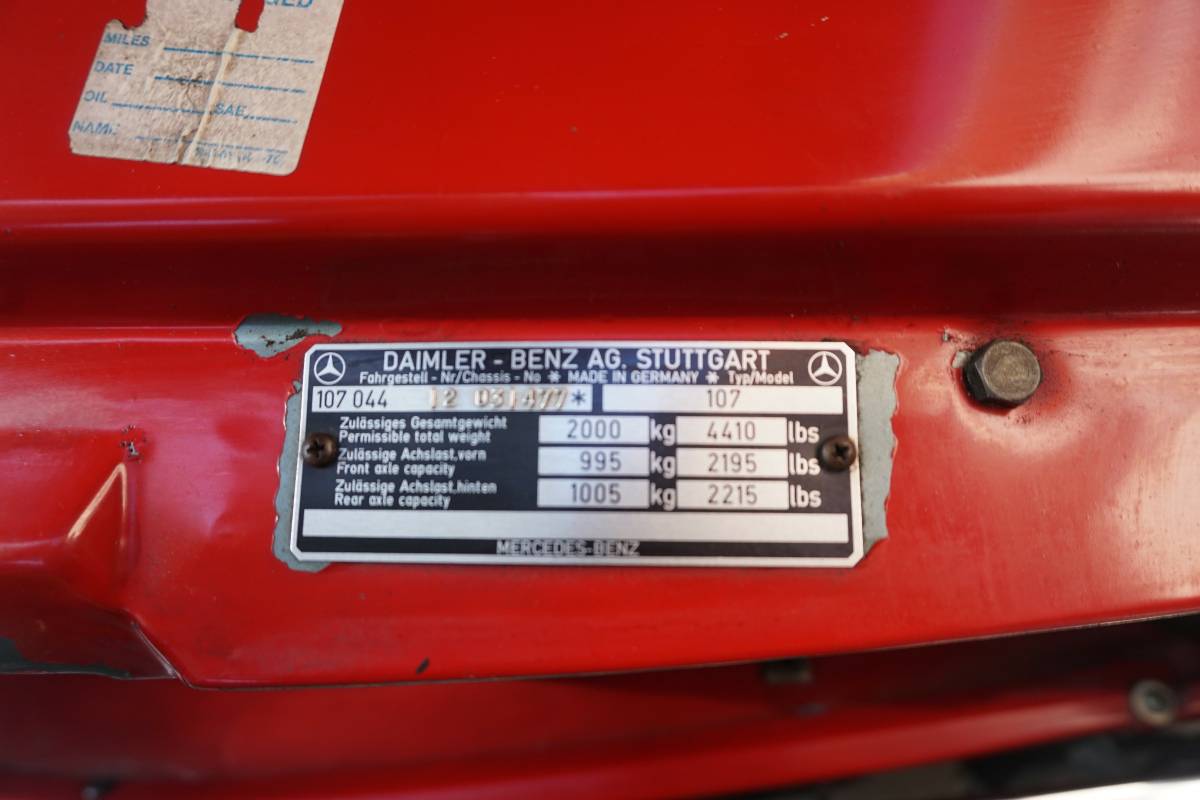 MILES
DATE
OIL SAE
NAME
DAIMLER - BENZ AG. STUTTGART
Fahrgestell - Nr/Chassis - No * MADE IN GERMANY * Typ/Model
107 044 12 031477* 107
Zulässiges Gesamtgewicht
Permissible total weight 2000 kg 4410 lbs
Zulässige Achslast,vorn
Front axle capacity 995 kg 2195 lbs
Zulässige Achslast,hinten
Rear axle capacity 1005 kg 2215 lbs
MERCEDES-BENZ